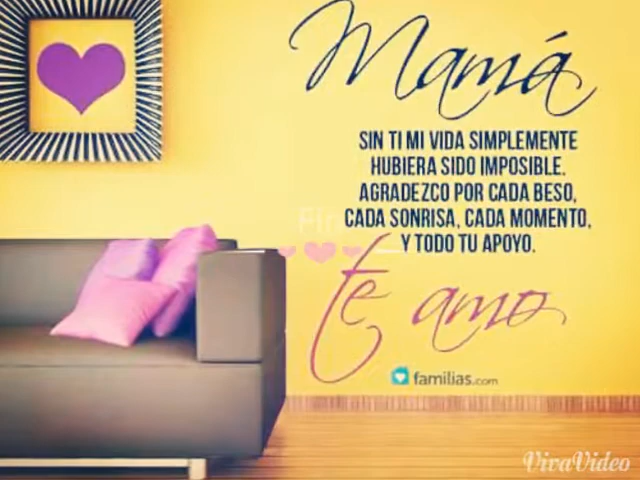 Mamá
SIN TI MI VIDA SIMPLEMENTE
HUBIERA SIDO IMPOSIBLE.
AGRADEZCO POR CADA BESO,
CADA SONRISA, CADA MOMENTO,
Y TODO TU APOYO.
te amo
familias.com
VivaVideo